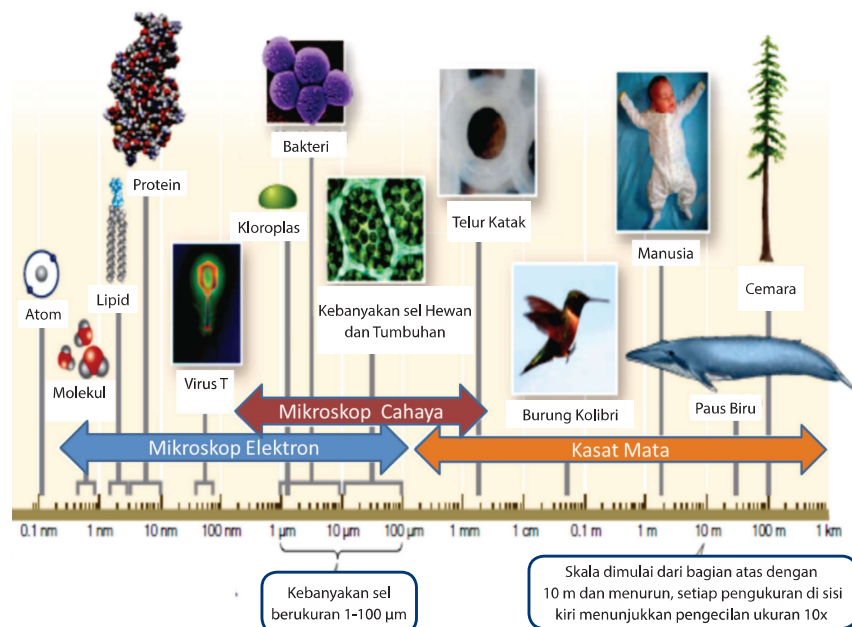 Protein
Bakteri
Kloroplas
Telur Katak
Manusia
Cemara
Atom
Lipid
Molekul
Virus T
Kebanyakan sel Hewan
dan Tumbuhan
Burung Kolibri
Paus Biru
Mikroskop Cahaya
Mikroskop Elektron
Kasat Mata
0.1 nm
1 nm
10 nm
100 nm
1 µm
10 µm
100 µm
1 mm
1 cm
0.1 m
1 m
10 m
100 m
1 km
Kebanyakan sel
berukuran 1-100 µm
Skala dimulai dari bagian atas dengan
10 m dan menurun, setiap pengukuran di sisi
kiri menunjukkan pengecilan ukuran 10x